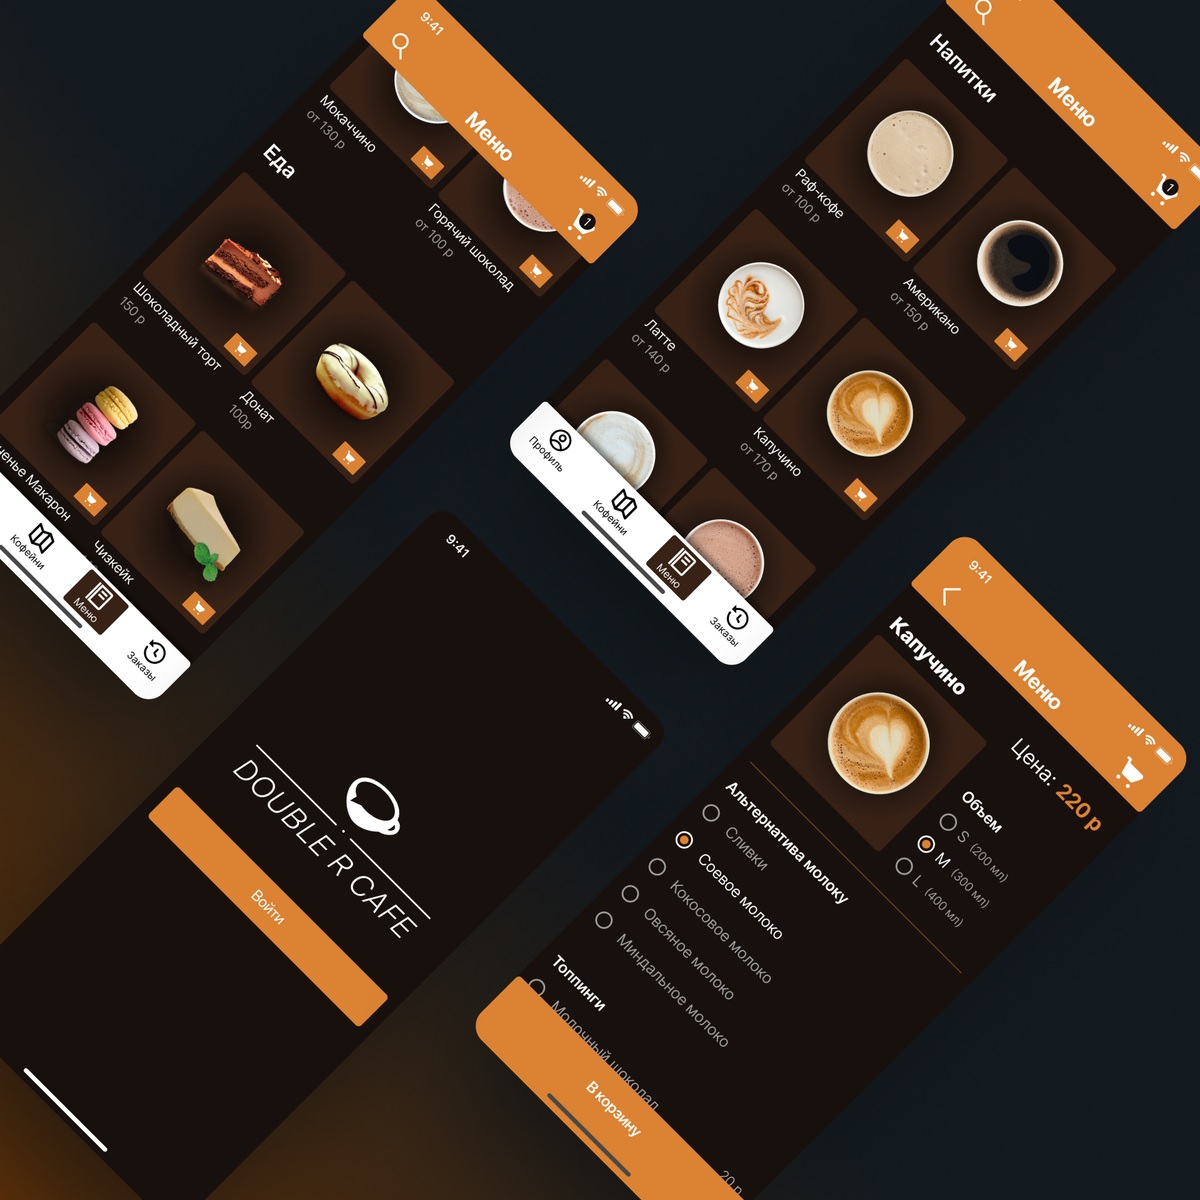 9:41
Меню
1
Мокаччино
от 130 р
Горячий шоколад
от 100 р
Еда
Шоколадный торт
150 р
Донат
100р
Макарон
Чизкейк
Кофейни
Меню
Заказы
Меню
1
Напитки
Раф-кофе
от 100 р
Американо
от 150 р
Латте
от 140 р
Капучино
от 170 р
Профиль
Кофейни
Меню
Заказы
9:41
DOUBLE R CAFE
Войти
9:41
Меню
Капучино
Цена: 220 р
Объем
S (200 мл)
M (300 мл)
L (400 мл)
Альтернатива молоку
Сливки
Соевое молоко
Кокосовое молоко
Овсяное молоко
Миндальное молоко
Топпинги
Молочный шоколад
20 р
В корзину